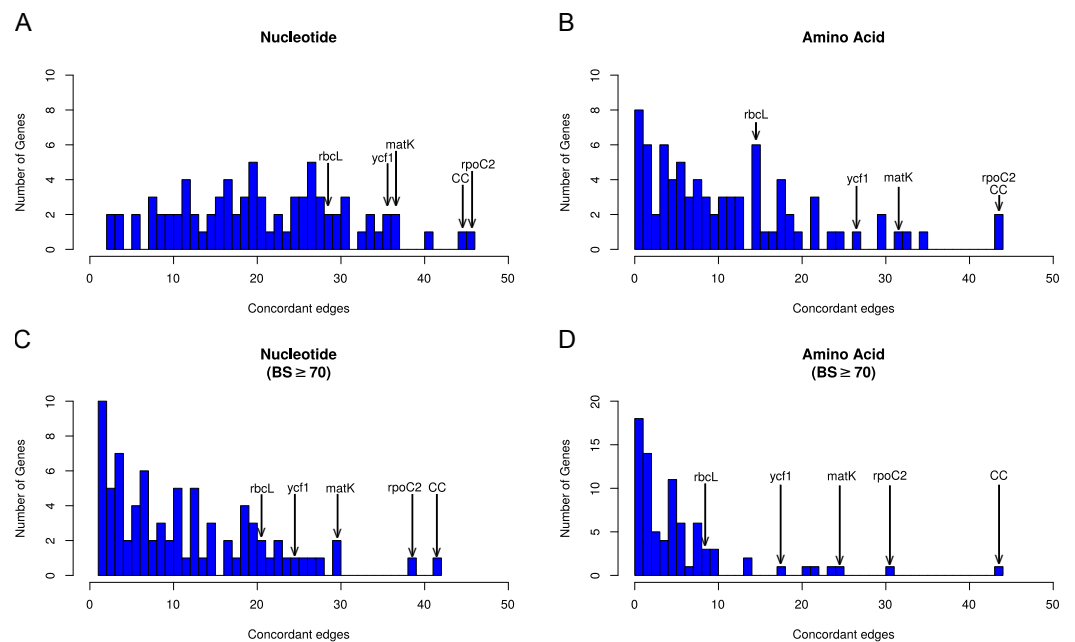 A
Nucleotide
Number of Genes
0
2
4
6
8
10
rbcL
ycf1
matK
CC
rpoC2
0
10
20
30
40
50
Concordant edges
B
Amino Acid
Number of Genes
0
2
4
6
8
10
rbcL
ycf1
matK
rpoC2
CC
0
10
20
30
40
50
Concordant edges
C
Nucleotide
(BS ≥ 70)
Number of Genes
0
2
4
6
8
10
rbcL
ycf1
matK
rpoC2
CC
0
10
20
30
40
50
Concordant edges
D
Amino Acid
(BS ≥ 70)
Number of Genes
0
5
10
15
20
rbcL
ycf1
matK
rpoC2
CC
0
10
20
30
40
50
Concordant edges